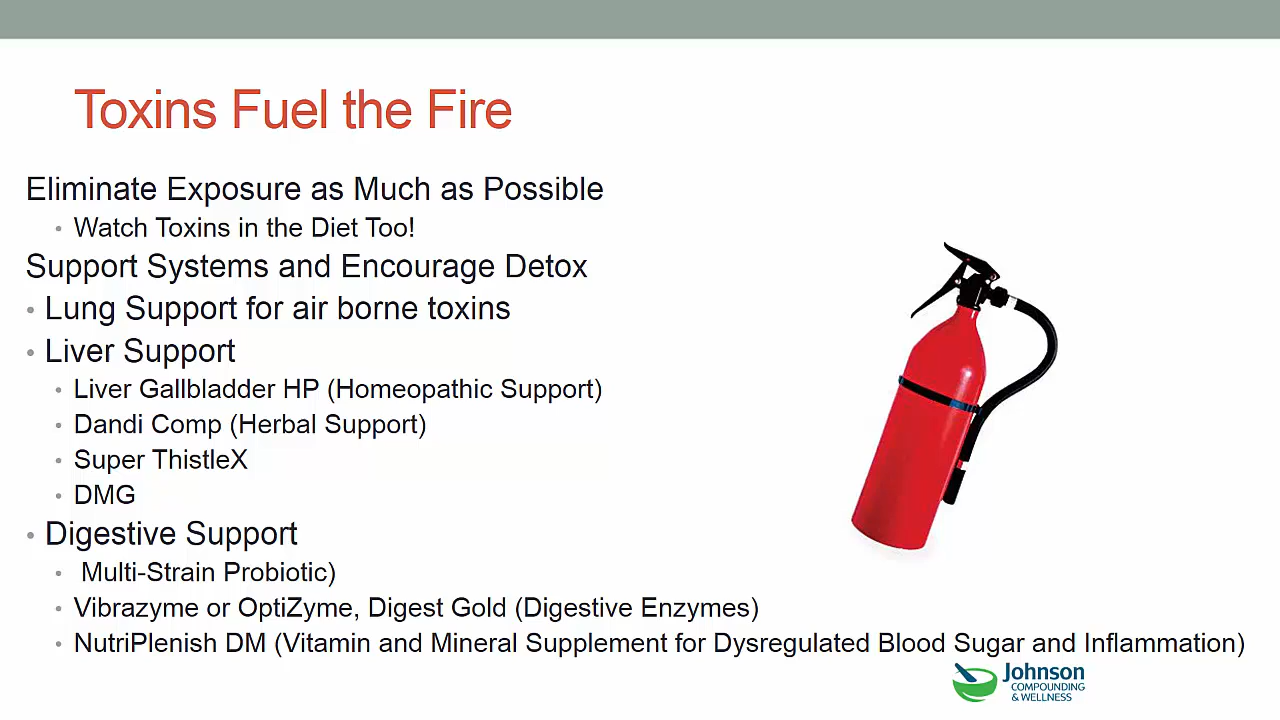 Toxins Fuel the Fire
Eliminate Exposure as Much as Possible
• Watch Toxins in the Diet Too!
Support Systems and Encourage Detox
• Lung Support for air borne toxins
• Liver Support
• Liver Gallbladder HP (Homeopathic Support)
• Dandi Comp (Herbal Support)
• Super ThistleX
• DMG
• Digestive Support
• Multi-Strain Probiotic)
• Vibrazyme or OptiZyme, Digest Gold (Digestive Enzymes)
• NutriPlenish DM (Vitamin and Mineral Supplement for Dysregulated Blood Sugar and Inflammation)
Johnson
COMPOUNDING
& WELLNESS